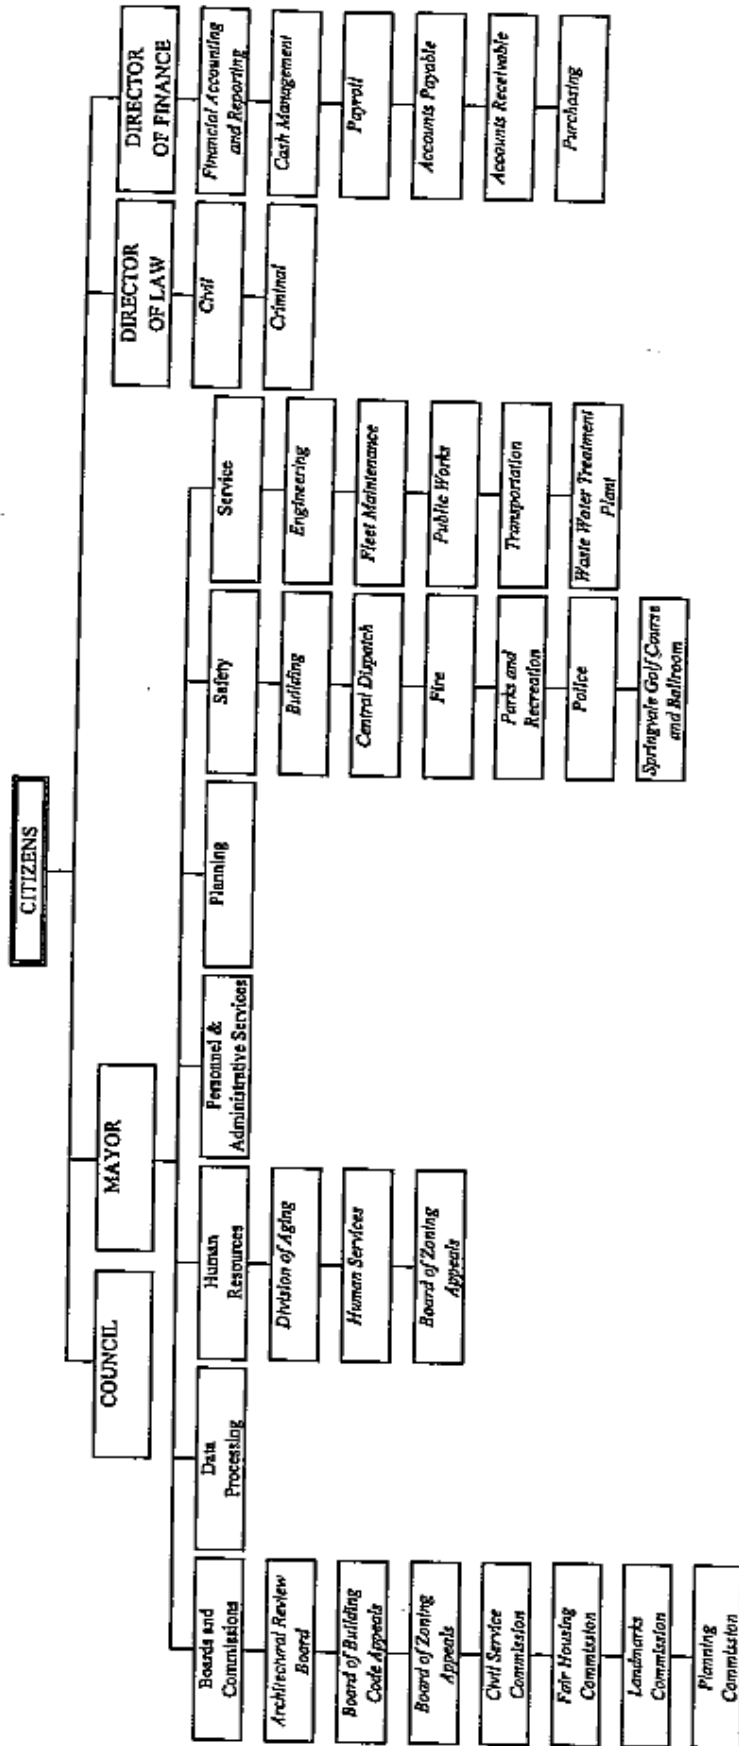 CITIZENS
COUNCIL
MAYOR
DIRECTOR
OF LAW
DIRECTOR
OF FINANCE
Boards and
Commissions
Architectural Review
Board
Board of Building
Code Appeals
Board of Zoning
Appeals
Civil Service
Commission
Fair Housing
Commission
Landmarks
Commission
Planning
Commission
Data
Processing
Human
Resources
Division of Aging
Human Services
Board of Zoning
Appeals
Personnel &
Administrative Services
Planning
Safety
Building
Central Dispatch
Fire
Parks and
Recreation
Police
Springvale Golf Course
and Ballroom
Service
Engineering
Fleet Maintenance
Public Works
Transportation
Waste Water Treatment
Plant
Civil
Criminal
Financial Accounting
and Reporting
Cash Management
Payroll
Accounts Payable
Accounts Receivable
Purchasing